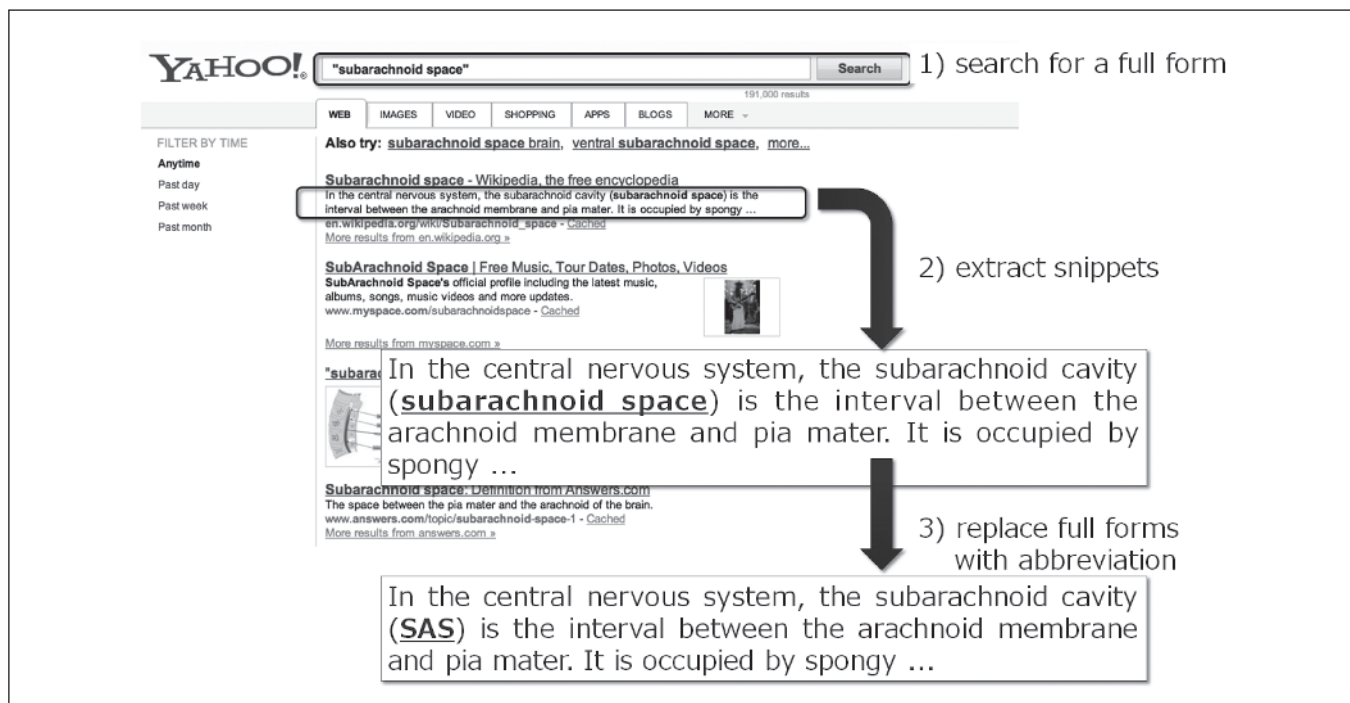 YAHOO!®
"subarachnoid space"
Search
1) search for a full form
191,000 results
WEB IMAGES VIDEO SHOPPING APPS BLOGS MORE
FILTER BY TIME
Anytime
Past day
Past week
Past month
Also try: subarachnoid space brain, ventral subarachnoid space, more...
Subarachnoid space - Wikipedia, the free encyclopedia
In the central nervous system, the subarachnoid cavity (subarachnoid space) is the
interval between the arachnoid membrane and pia mater. It is occupied by spongy ...
en.wikipedia.org/wiki/Subarachnoid_space - Cached
More results from en.wikipedia.org »
2) extract snippets
SubArachnoid Space | Free Music, Tour Dates, Photos, Videos
SubArachnoid Space's official profile including the latest music,
albums, songs, music videos and more updates.
www.myspace.com/subarachnoidspace - Cached
More results from myspace.com »
"subarac
In the central nervous system, the subarachnoid cavity
(subarachnoid space) is the interval between the
arachnoid membrane and pia mater. It is occupied by
spongy ...
Subarachnoid space: Definition from Answers.com
The space between the pia mater and the arachnoid of the brain.
www.answers.com/topic/subarachnoid-space-1 - Cached
More results from answers.com »
3) replace full forms
with abbreviation
In the central nervous system, the subarachnoid cavity
(SAS) is the interval between the arachnoid membrane
and pia mater. It is occupied by spongy ...